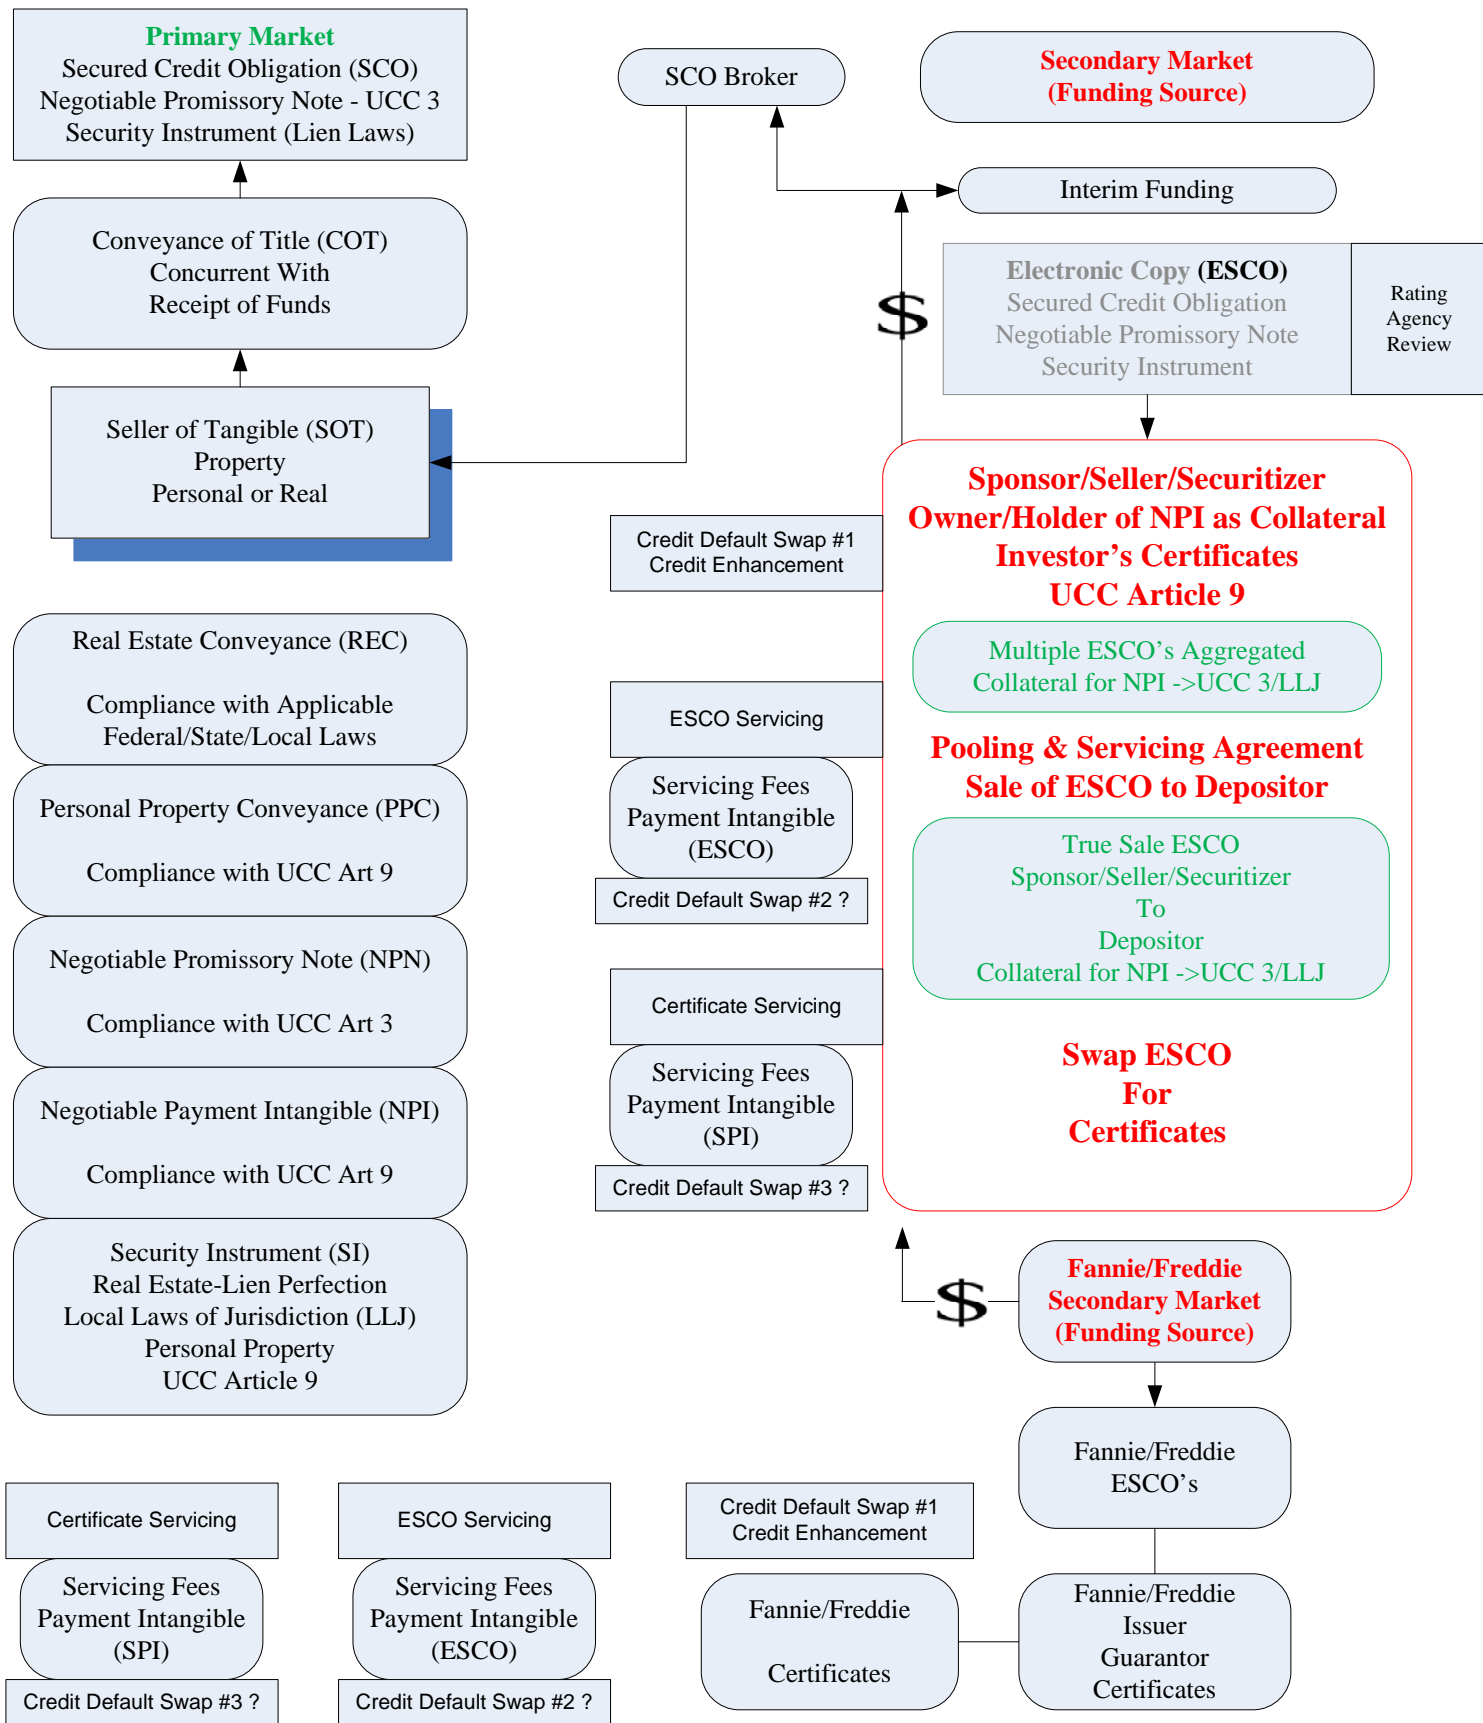 Primary Market
Secured Credit Obligation (SCO)
Negotiable Promissory Note - UCC 3
Security Instrument (Lien Laws)
SCO Broker
Secondary Market
(Funding Source)
Interim Funding
Conveyance of Title (COT)
Concurrent With
Receipt of Funds
$
Electronic Copy (ESCO)
Secured Credit Obligation
Negotiable Promissory Note
Security Instrument
Rating
Agency
Review
Seller of Tangible (SOT)
Property
Personal or Real
Sponsor/Seller/Securitizer
Owner/Holder of NPI as Collateral
Investor's Certificates
UCC Article 9
Credit Default Swap #1
Credit Enhancement
Multiple ESCO's Aggregated
Collateral for NPI ->UCC 3/LLJ
Pooling & Servicing Agreement
Sale of ESCO to Depositor
True Sale ESCO
Sponsor/Seller/Securitizer
To
Depositor
Collateral for NPI ->UCC 3/LLJ
Swap ESCO
For
Certificates
ESCO Servicing
Servicing Fees
Payment Intangible
(ESCO)
Credit Default Swap #2 ?
Certificate Servicing
Servicing Fees
Payment Intangible
(SPI)
Credit Default Swap #3 ?
Real Estate Conveyance (REC)
Compliance with Applicable
Federal/State/Local Laws
Personal Property Conveyance (PPC)
Compliance with UCC Art 9
Negotiable Promissory Note (NPN)
Compliance with UCC Art 3
Negotiable Payment Intangible (NPI)
Compliance with UCC Art 9
Security Instrument (SI)
Real Estate-Lien Perfection
Local Laws of Jurisdiction (LLJ)
Personal Property
UCC Article 9
$
Fannie/Freddie
Secondary Market
(Funding Source)
Fannie/Freddie
ESCO's
Certificate Servicing
Servicing Fees
Payment Intangible
(SPI)
Credit Default Swap #3 ?
ESCO Servicing
Servicing Fees
Payment Intangible
(ESCO)
Credit Default Swap #2 ?
Credit Default Swap #1
Credit Enhancement
Fannie/Freddie
Certificates
Fannie/Freddie
Issuer
Guarantor
Certificates